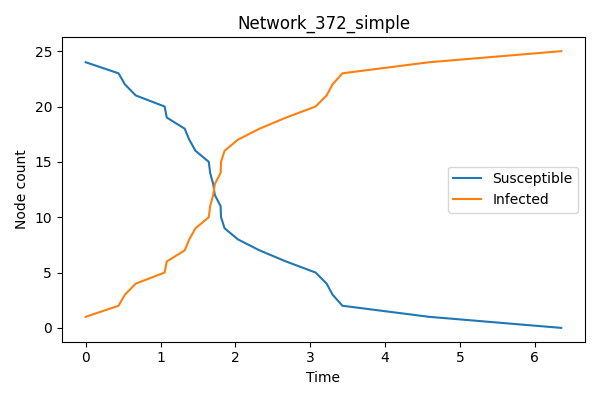 Network_372_simple
25
20
15
10
5
0
Node count
Susceptible
Infected
0 1 2 3 4 5 6
Time